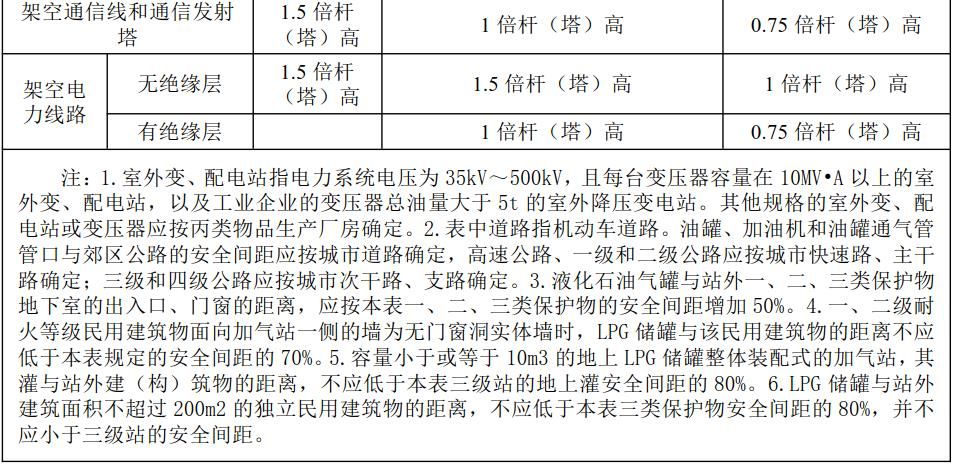 架空通信线和通信发射塔 1.5 倍杆（塔）高 1 倍杆（塔）高 0.75 倍杆（塔）高
架空电力线路 无绝缘层 1.5 倍杆（塔）高 1.5 倍杆（塔）高 1 倍杆（塔）高
有绝缘层 1 倍杆（塔）高 0.75 倍杆（塔）高
注：1.室外变、配电站指电力系统电压为 35kV～500kV，且每台变压器容量在 10MV•A 以上的室
外变、配电站，以及工业企业的变压器总油量大于 5t 的室外降压变电站。其他规格的室外变、配
电站或变压器应按丙类物品生产厂房确定。2.表中道路指机动车道路。油罐、加油机和油罐通气管
管口与郊区公路的安全间距应按城市道路确定，高速公路、一级和二级公路应按城市快速路、主干
路确定；三级和四级公路应按城市次干路、支路确定。3.液化石油气罐与站外一、二、三类保护物
地下室的出入口、门窗的距离，应按本表一、二、三类保护物的安全间距增加 50%。4.一、二级耐
火等级民用建筑物面向加气站一侧的墙为无门窗洞实体墙时，LPG 储罐与该民用建筑物的距离不应
低于本表规定的安全间距的 70%。5.容量小于或等于 10m3 的地上 LPG 储罐整体装配式的加气站，其
灌与站外建（构）筑物的距离，不应低于本表三级站的地上灌安全间距的 80%。6.LPG 储罐与站外
建筑面积不超过 200m2 的独立民用建筑物的距离，不应低于本表三类保护物安全间距的 80%，并不
应小于三级站的安全间距。